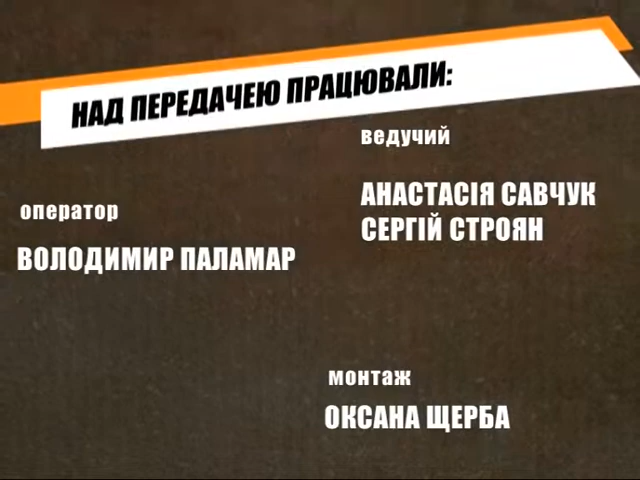 НАД ПЕРЕДАЧЕЮ ПРАЦЮВАЛИ:
ведучий
АНАСТАСІЯ САВЧУК
СЕРГІЙ СТРОЯН
оператор
ВОЛОДИМИР ПАЛАМАР
монтаж
ОКСАНА ЩЕРБА